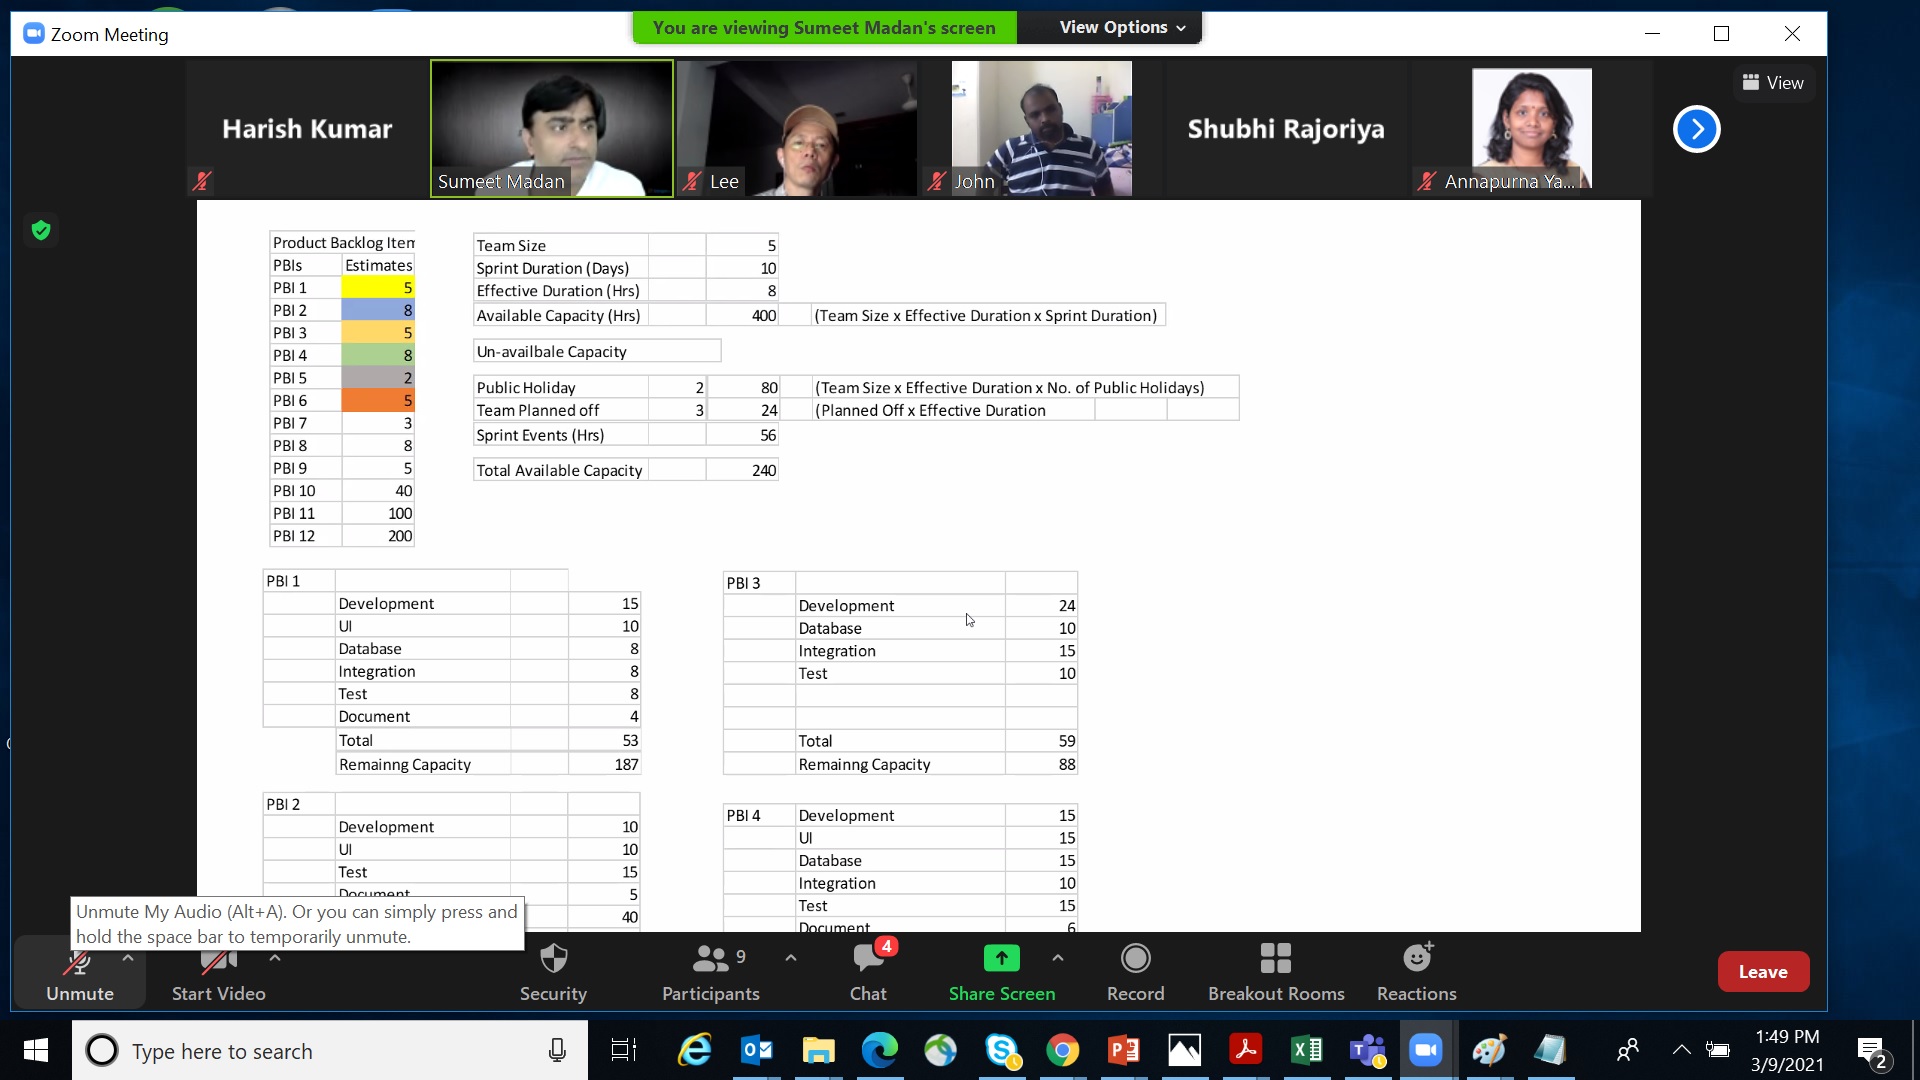 Zoom Meeting
You are viewing Sumeet Madan's screen
View Options
View
Harish Kumar
Sumeet Madan
Lee
John
Shubhi Rajoriya
Annapurna Ya...
Product Backlog Item
PBIs Estimates
PBI 1 5
PBI 2 8
PBI 3 5
PBI 4 8
PBI 5 2
PBI 6 5
PBI 7 3
PBI 8 8
PBI 9 5
PBI 10 40
PBI 11 100
PBI 12 200
Team Size 5
Sprint Duration (Days) 10
Effective Duration (Hrs) 8
Available Capacity (Hrs) 400 (Team Size x Effective Duration x Sprint Duration)
Un-availbale Capacity
Public Holiday 2 80 (Team Size x Effective Duration x No. of Public Holidays)
Team Planned off 3 24 (Planned Off x Effective Duration
Sprint Events (Hrs) 56
Total Available Capacity 240
PBI 1
Development 15
UI 10
Database 8
Integration 8
Test 8
Document 4
Total 53
Remainng Capacity 187
PBI 2
Development 10
UI 10
Test 15
Document 5
40
PBI 3
Development 24
Database 10
Integration 15
Test 10
Total 59
Remainng Capacity 88
PBI 4 Development 15
UI 15
Database 15
Integration 10
Test 15
Document 6
Unmute My Audio (Alt+A). Or you can simply press and
hold the space bar to temporarily unmute.
Unmute
Start Video
Security
9
Participants
4
Chat
Share Screen
Record
Breakout Rooms
Reactions
Leave
Type here to search
1:49 PM
3/9/2021
2